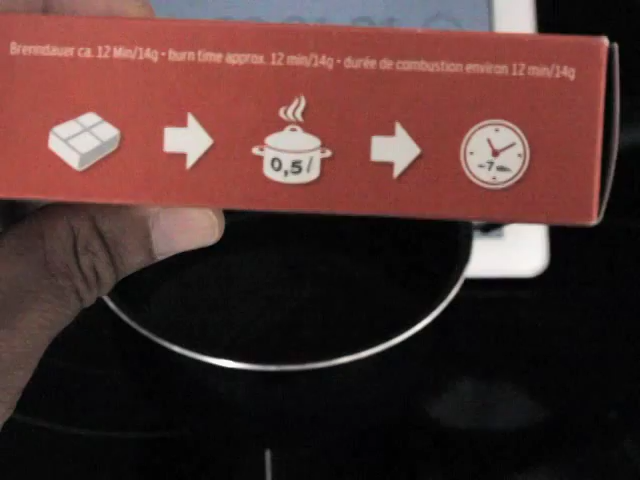 Brenndauer ca. 12 Min/14g • burn time approx. 12 min/14g • durée de combustion environ 12 min/14g
0,5 l
~7